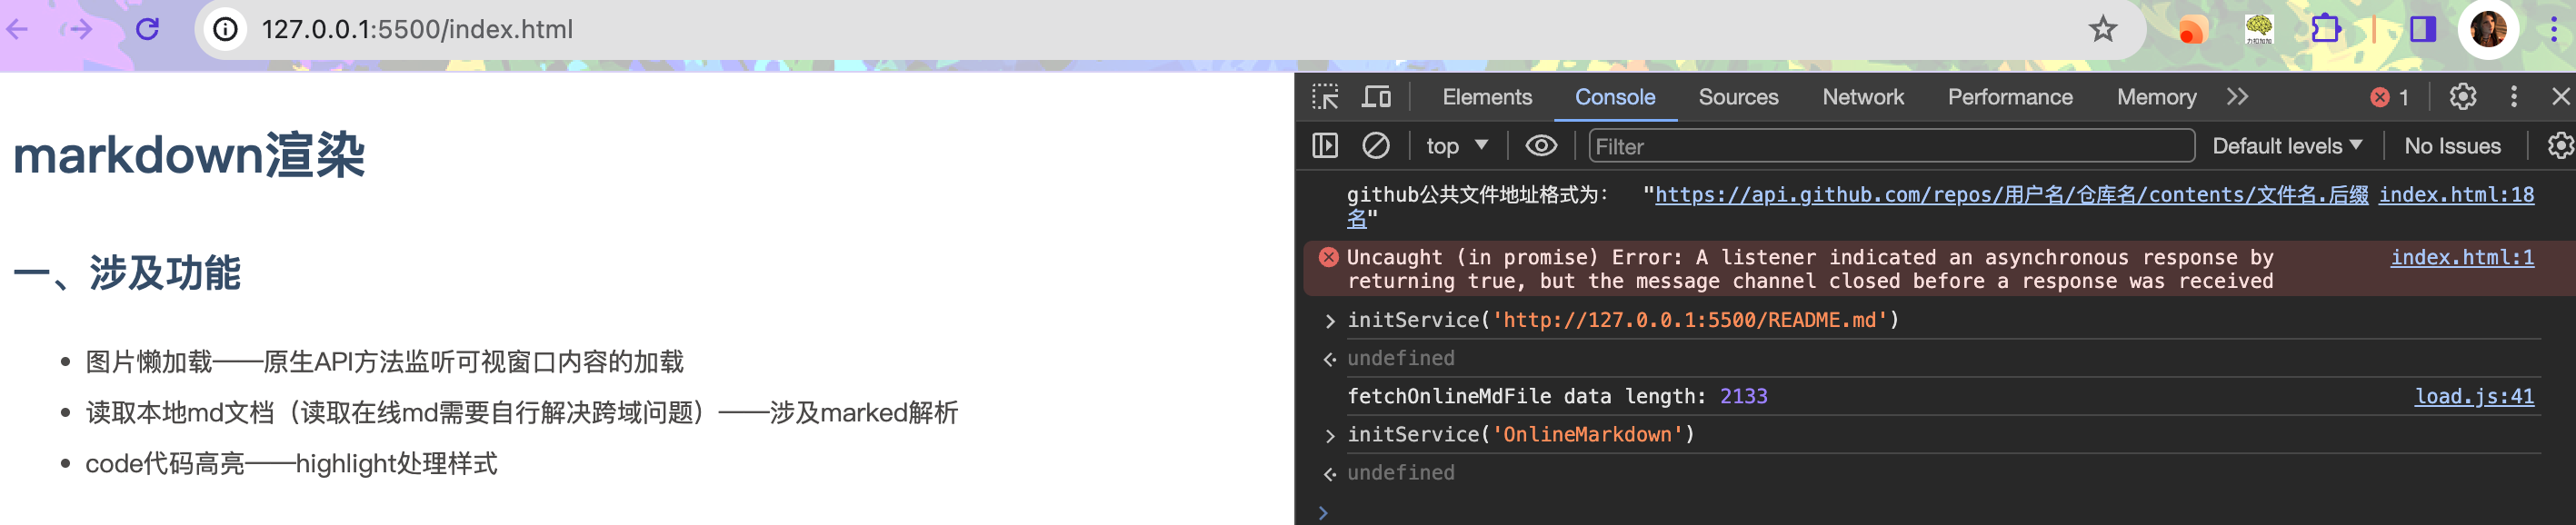 127.0.0.1:5500/index.html
markdown渲染
一、涉及功能
图片懒加载——原生API方法监听可视窗口内容的加载
读取本地md文档（读取在线md需要自行解决跨域问题）——涉及marked解析
code代码高亮——highlight处理样式
Elements Console Sources Network Performance Memory 1
top Filter Default levels No Issues
github公共文件地址格式为： "https://api.github.com/repos/用户名/仓库名/contents/文件名.后缀 index.html:18
名"
Uncaught (in promise) Error: A listener indicated an asynchronous response by index.html:1
returning true, but the message channel closed before a response was received
initService('http://127.0.0.1:5500/README.md')
undefined
fetchOnlineMdFile data length: 2133 load.js:41
initService('OnlineMarkdown')
undefined